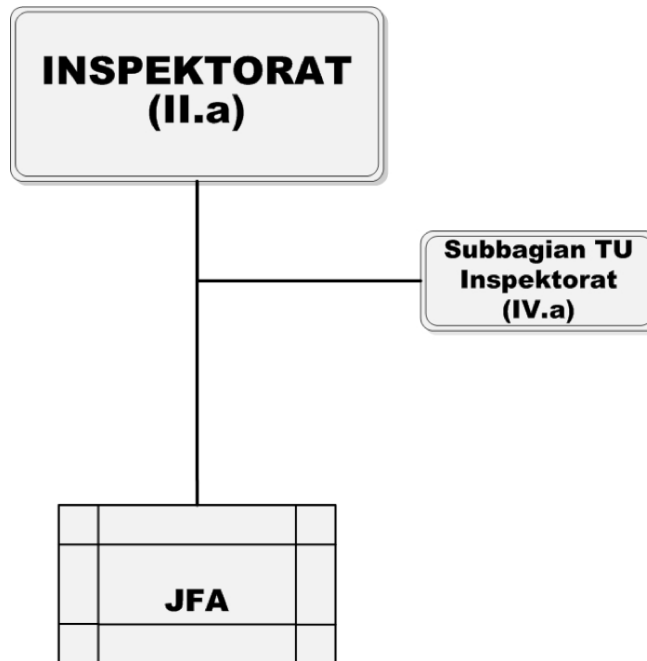 INSPEKTORAT
(II.a)
Subbagian TU
Inspektorat
(IV.a)
JFA